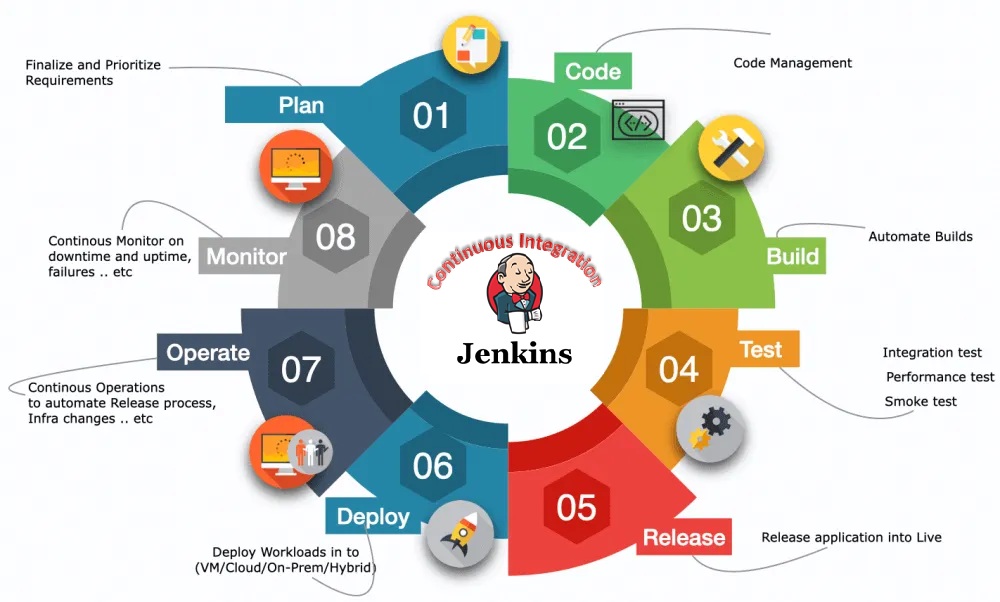 Finalize and Prioritize
Requirements
Plan
01
Code
Code Management
02
</>
03
Build
Automate Builds
04
Test
Integration test
Performance test
Smoke test
05
Release
Release application into Live
06
Deploy
Deploy Workloads in to
(VM/Cloud/On-Prem/Hybrid)
07
Operate
Continous Operations
to automate Release process,
Infra changes .. etc
08
Monitor
Continous Monitor on
downtime and uptime,
failures .. etc
Continuous Integration
Jenkins